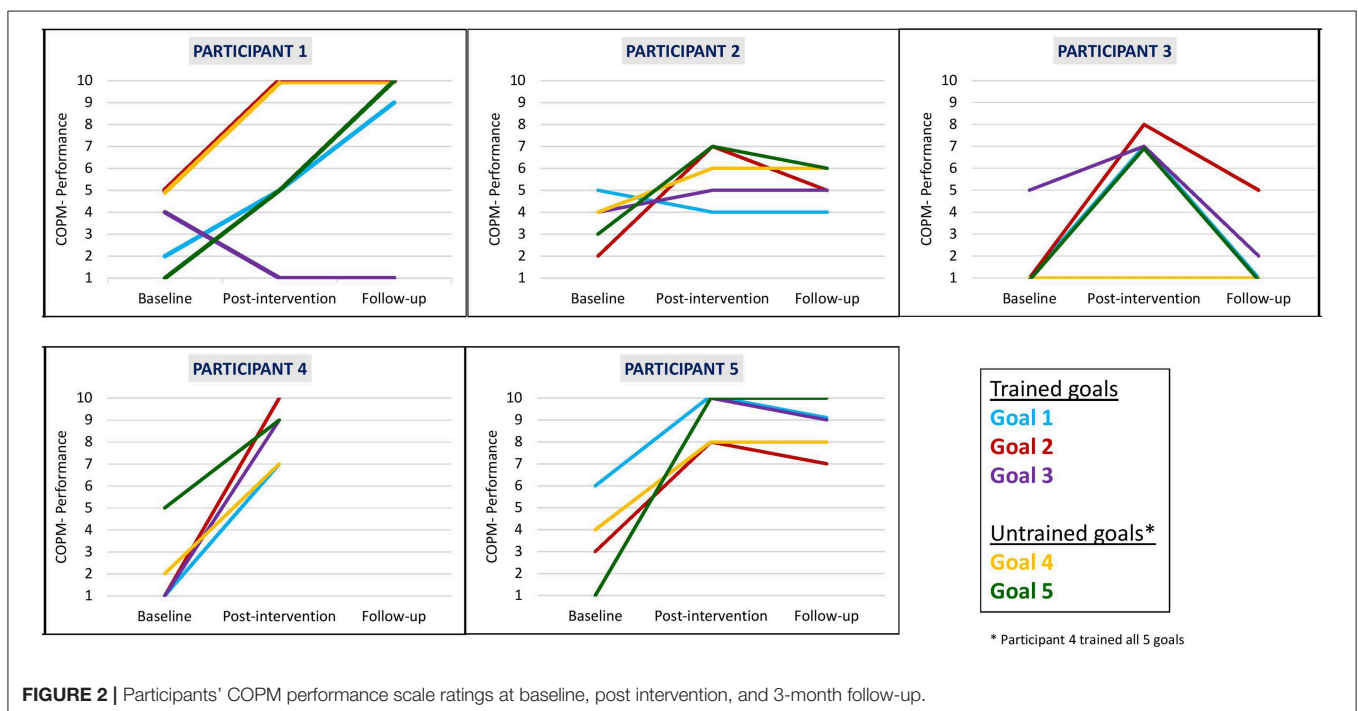 PARTICIPANT 1
COPM- Performance
10
9
8
7
6
5
4
3
2
1
Baseline Post-intervention Follow-up
PARTICIPANT 2
COPM- Performance
10
9
8
7
6
5
4
3
2
1
Baseline Post-intervention Follow-up
PARTICIPANT 3
COPM- Performance
10
9
8
7
6
5
4
3
2
1
Baseline Post-intervention Follow-up
PARTICIPANT 4
COPM- Performance
10
9
8
7
6
5
4
3
2
1
Baseline Post-intervention Follow-up
PARTICIPANT 5
COPM- Performance
10
9
8
7
6
5
4
3
2
1
Baseline Post-intervention Follow-up
Trained goals
Goal 1
Goal 2
Goal 3
Untrained goals*
Goal 4
Goal 5
* Participant 4 trained all 5 goals
FIGURE 2 | Participants' COPM performance scale ratings at baseline, post intervention, and 3-month follow-up.